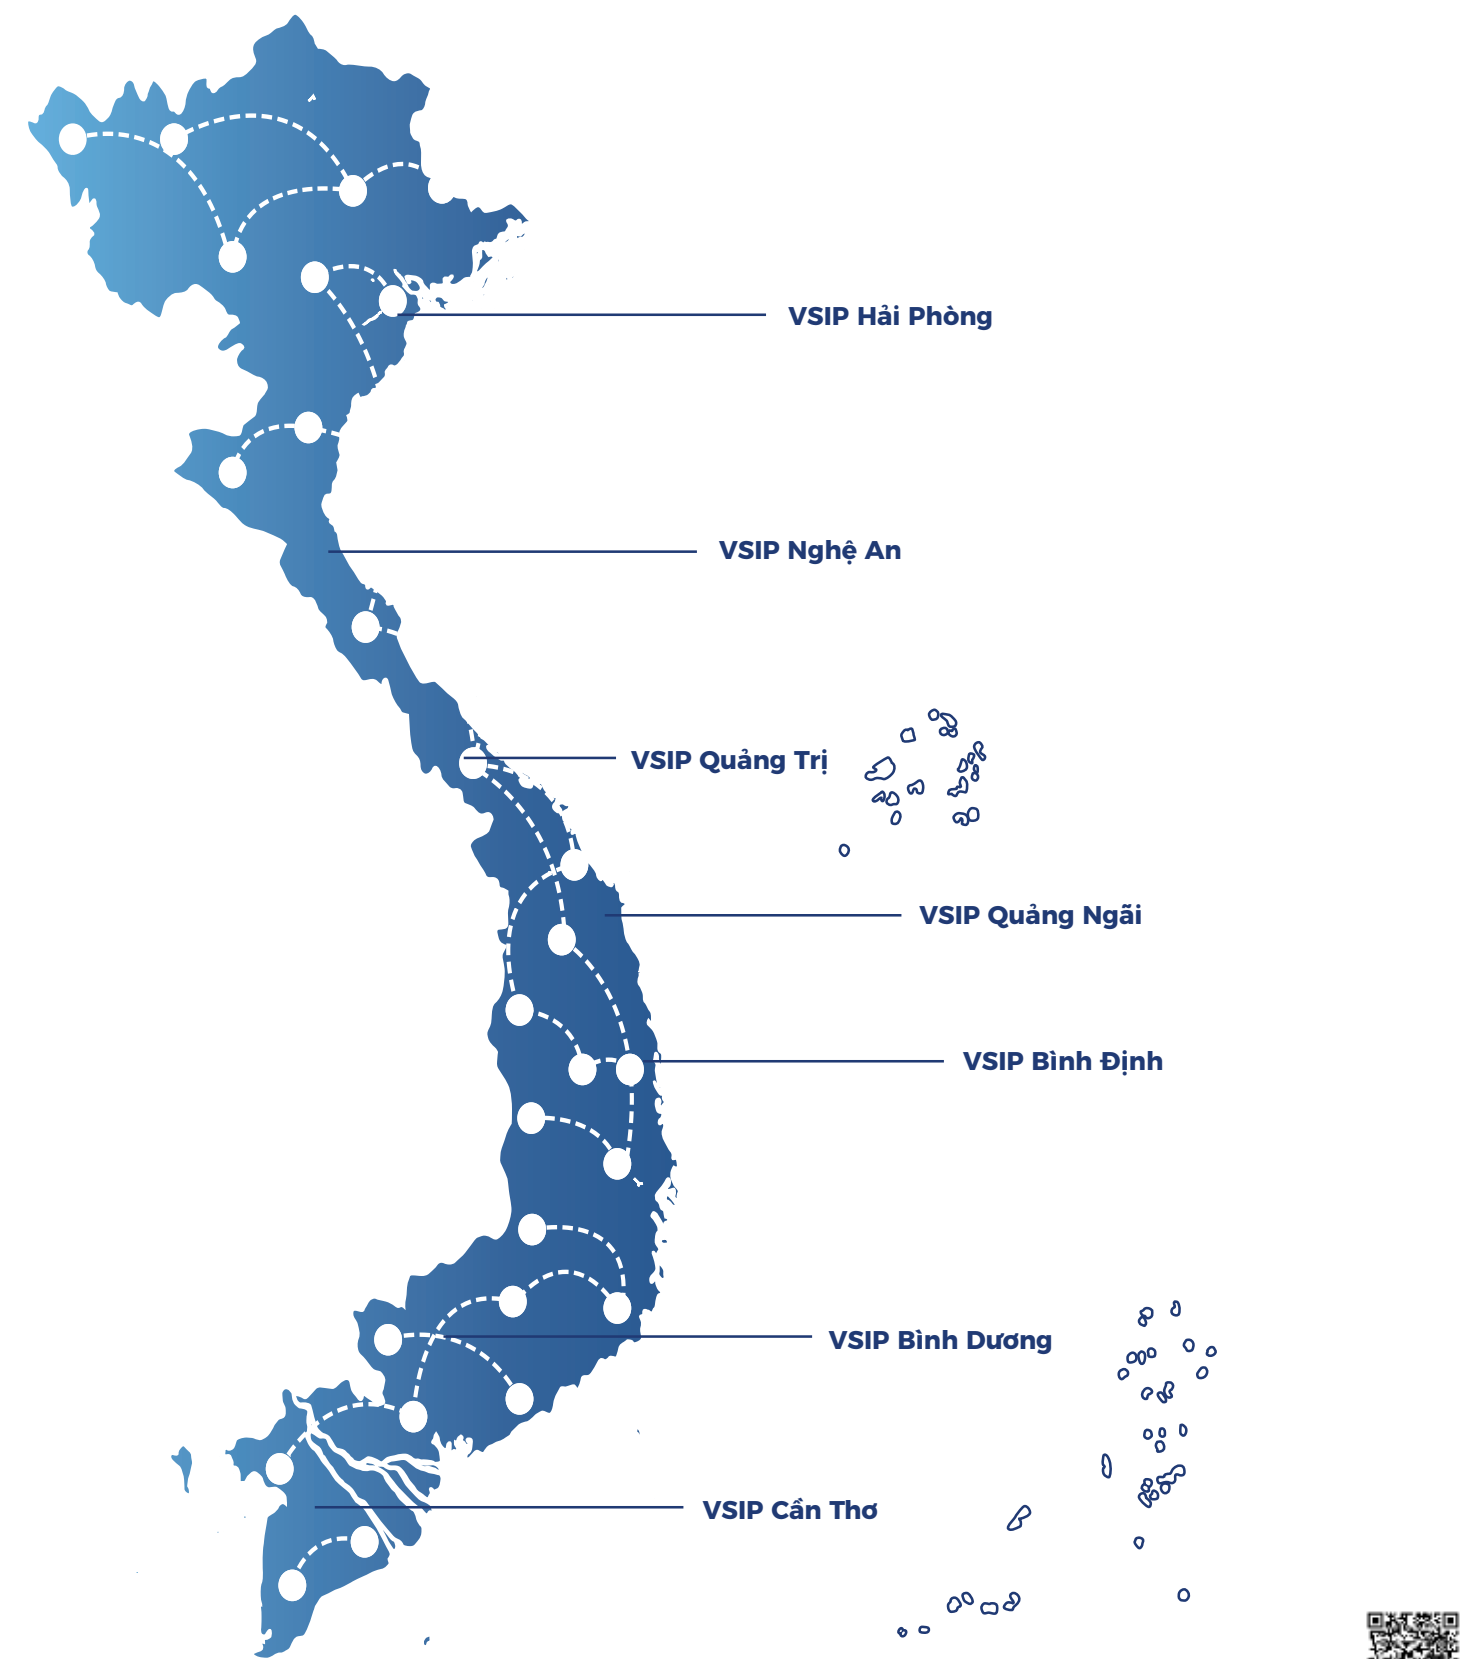 VSIP Hải Phòng
VSIP Nghệ An
VSIP Quảng Trị
VSIP Quảng Ngãi
VSIP Bình Định
VSIP Bình Dương
VSIP Cần Thơ